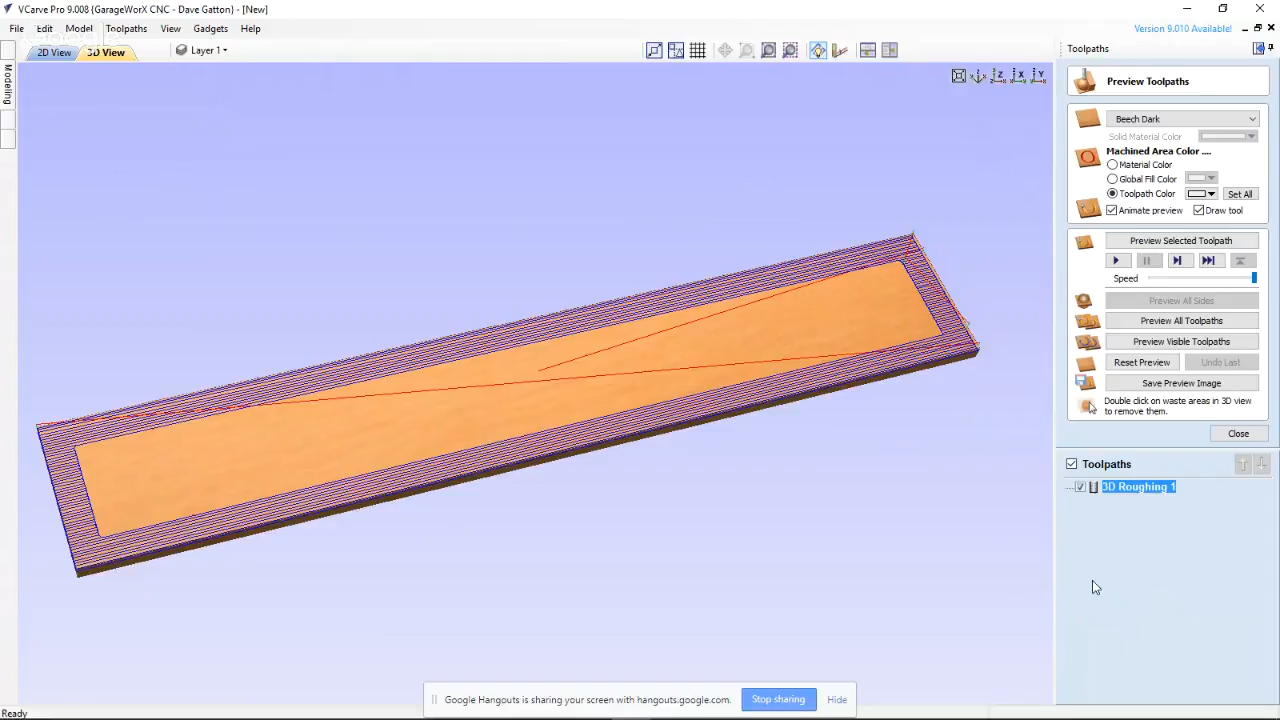 VCarve Pro 9.008 {GarageWorX CNC - Dave Gatton} - [New]
File Edit Model Toolpaths View Gadgets Help
Version 9.010 Available!
2D View 3D View Layer 1
Toolpaths
Modeling
Preview Toolpaths
Beech Dark
Solid Material Color
Machined Area Color ....
Material Color
Global Fill Color
Toolpath Color Set All
Animate preview Draw tool
Preview Selected Toolpath
Speed
Preview All Sides
Preview All Toolpaths
Preview Visible Toolpaths
Reset Preview Undo Last
Save Preview Image
Double click on waste areas in 3D view
to remove them.
Close
Toolpaths
3D Roughing 1
Google Hangouts is sharing your screen with hangouts.google.com. Stop sharing Hide
Ready